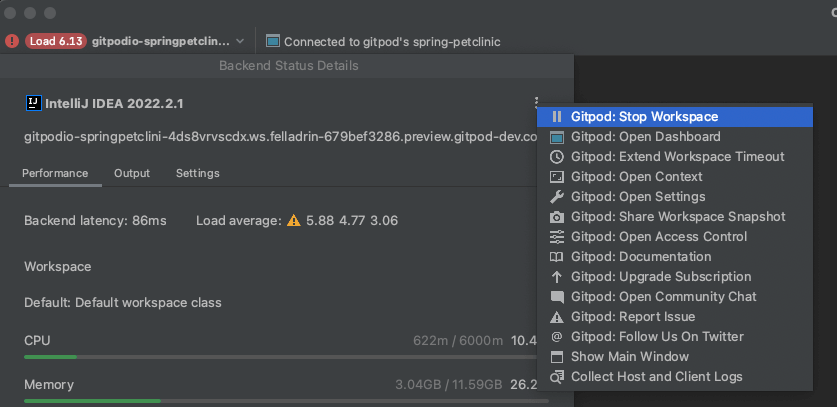 Load 6.13 gitpodio-springpetclin... Connected to gitpod's spring-petclinic
Backend Status Details
IntelliJ IDEA 2022.2.1
gitpodio-springpetclini-4ds8vrvscdx.ws.felladrin-679bef3286.preview.gitpod-dev.co
Performance Output Settings
Backend latency: 86ms Load average: 5.88 4.77 3.06
Workspace
Default: Default workspace class
CPU 622m / 6000m 10.4
Memory 3.04GB / 11.59GB 26.2
Gitpod: Stop Workspace
Gitpod: Open Dashboard
Gitpod: Extend Workspace Timeout
Gitpod: Open Context
Gitpod: Open Settings
Gitpod: Share Workspace Snapshot
Gitpod: Open Access Control
Gitpod: Documentation
Gitpod: Upgrade Subscription
Gitpod: Open Community Chat
Gitpod: Report Issue
Gitpod: Follow Us On Twitter
Show Main Window
Collect Host and Client Logs